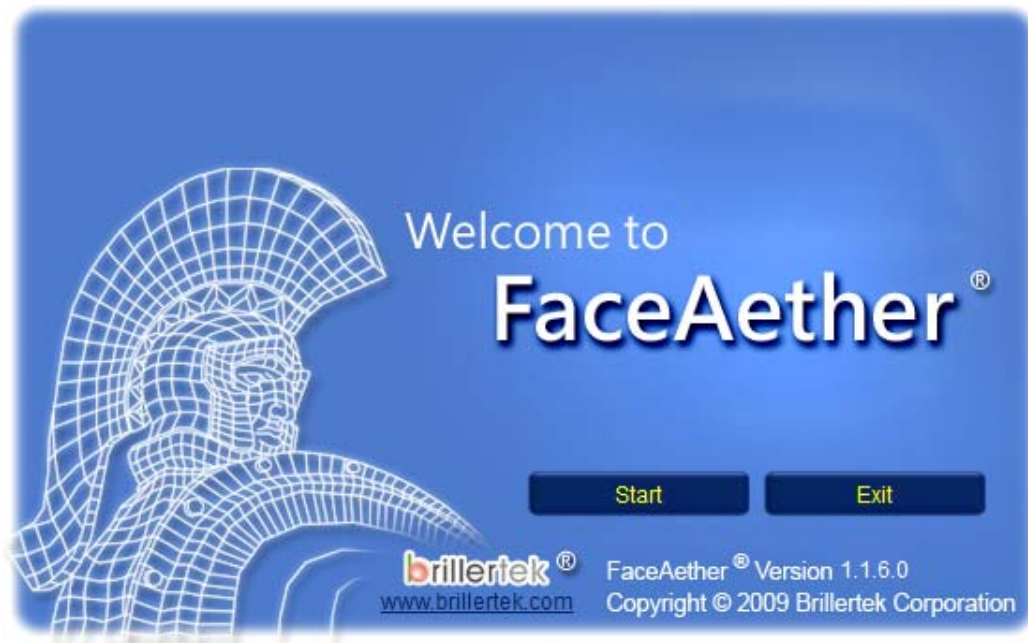 Welcome to
FaceAether®
Start Exit
brillertek® FaceAether® Version 1.1.6.0
www.brillertek.com Copyright © 2009 Brillertek Corporation